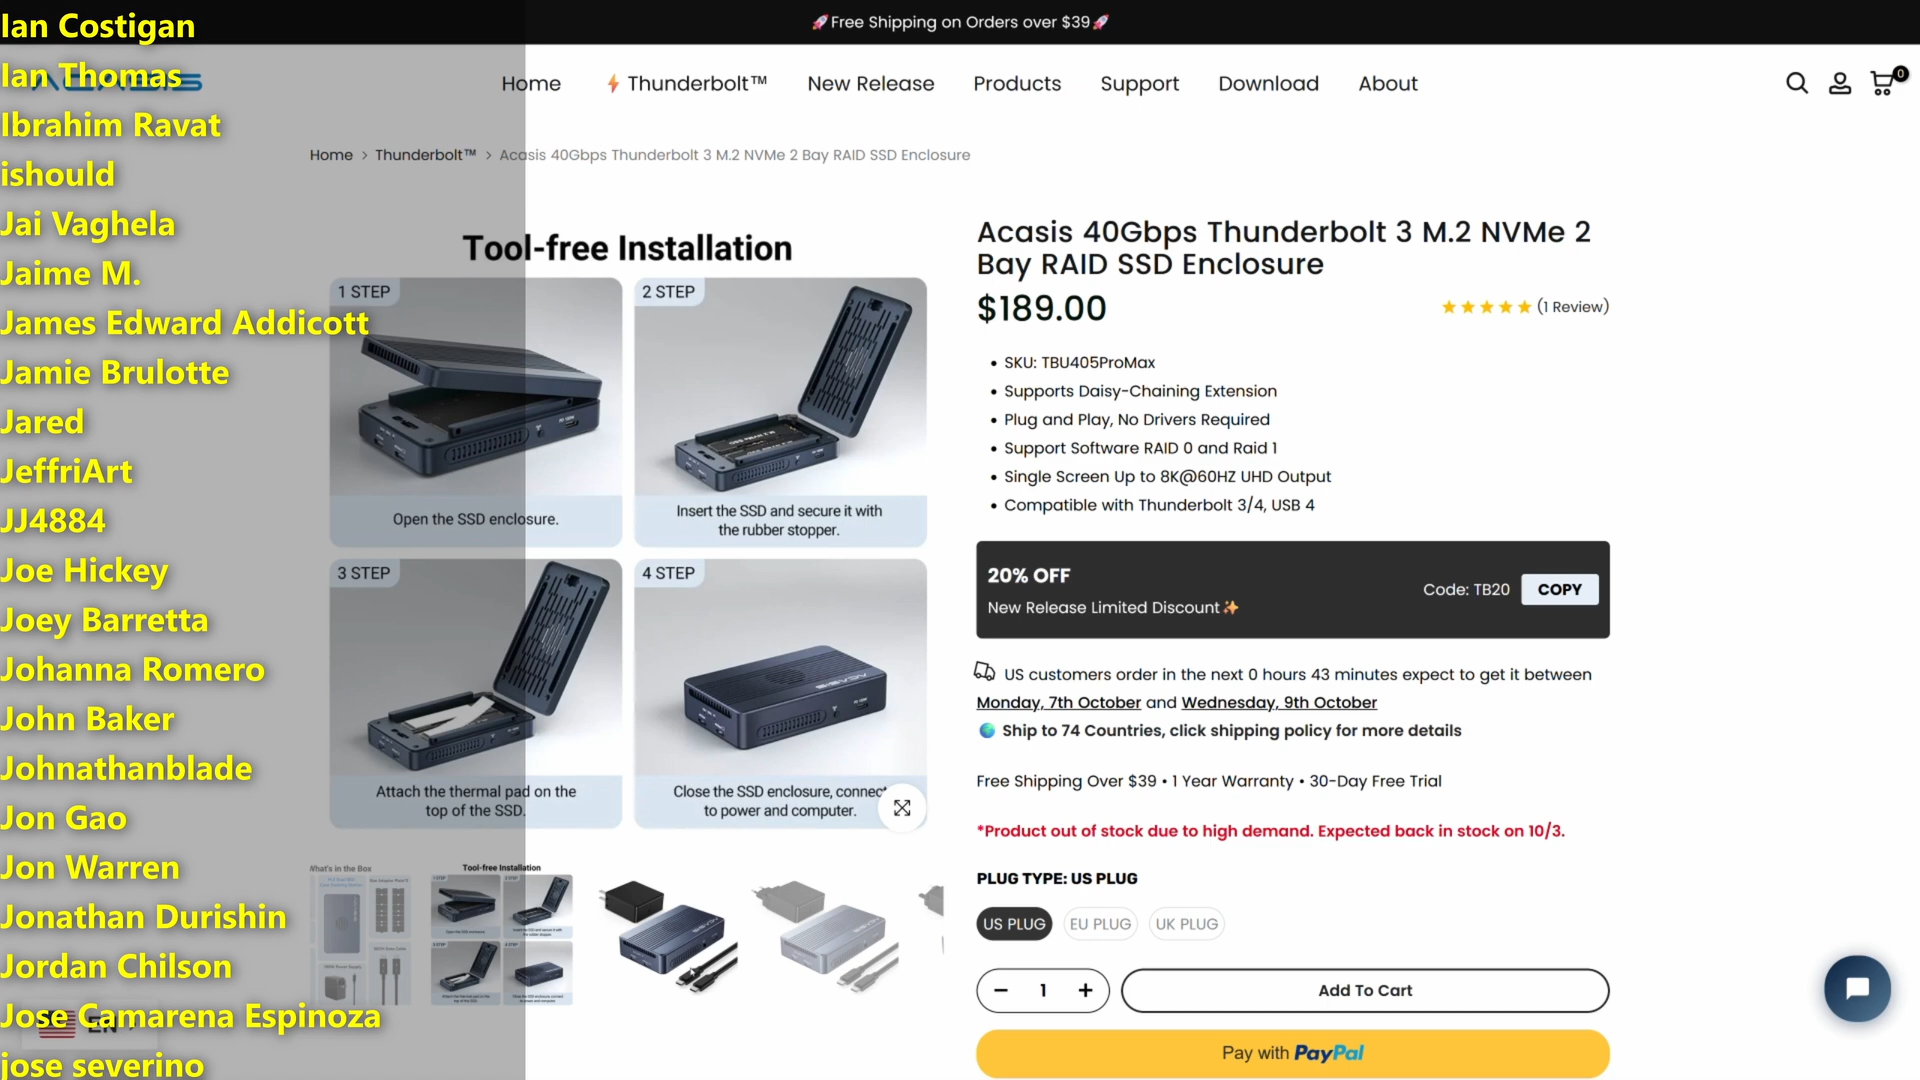 Ian Costigan
Ian Thomas
Ibrahim Ravat
ishould
Jai Vaghela
Jaime M.
James Edward Addicott
Jamie Brulotte
Jared
JeffriArt
JJ4884
Joe Hickey
Joey Barretta
Johanna Romero
John Baker
Johnathanblade
Jon Gao
Jon Warren
Jonathan Durishin
Jordan Chilson
Jose Camarena Espinoza
jose severino
🚀Free Shipping on Orders over $39🚀
ACASIS
Home
⚡ Thunderbolt™
New Release
Products
Support
Download
About
0
Home > Thunderbolt™ > Acasis 40Gbps Thunderbolt 3 M.2 NVMe 2 Bay RAID SSD Enclosure
Tool-free Installation
1 STEP
Open the SSD enclosure.
2 STEP
Insert the SSD and secure it with
the rubber stopper.
3 STEP
Attach the thermal pad on the
top of the SSD.
4 STEP
ACASIS
Close the SSD enclosure, connect
to power and computer.
What's in the Box
Tool-free Installation
EN
Acasis 40Gbps Thunderbolt 3 M.2 NVMe 2
Bay RAID SSD Enclosure
$189.00
(1 Review)
• SKU: TBU405ProMax
• Supports Daisy-Chaining Extension
• Plug and Play, No Drivers Required
• Support Software RAID 0 and Raid 1
• Single Screen Up to 8K@60HZ UHD Output
• Compatible with Thunderbolt 3/4, USB 4
20% OFF
New Release Limited Discount✨
Code: TB20
COPY
US customers order in the next 0 hours 43 minutes expect to get it between
Monday, 7th October and Wednesday, 9th October
Ship to 74 Countries, click shipping policy for more details
Free Shipping Over $39 • 1 Year Warranty • 30-Day Free Trial
*Product out of stock due to high demand. Expected back in stock on 10/3.
PLUG TYPE: US PLUG
US PLUG
EU PLUG
UK PLUG
− 1 +
Add To Cart
Pay with PayPal